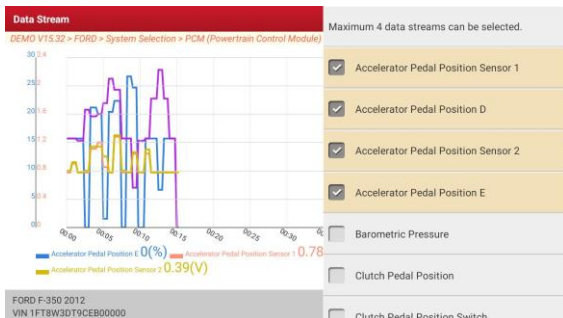 Data Stream
DEMO V15.32 > FORD > System Selection > PCM (Powertrain Control Module)
30 2.4
25 2
20 1.6
15 1.2
10 0.8
5 0.4
0 0
00:00 00:05 00:10 00:15 00:20 00:25 00:30
Accelerator Pedal Position E 0(%) Accelerator Pedal Position Sensor 1 0.78
Accelerator Pedal Position Sensor 2 0.39(V)
FORD F-350 2012
VIN 1FT8W3DT9CEB00000
Maximum 4 data streams can be selected.
Accelerator Pedal Position Sensor 1
Accelerator Pedal Position D
Accelerator Pedal Position Sensor 2
Accelerator Pedal Position E
Barometric Pressure
Clutch Pedal Position
Clutch Pedal Position Switch